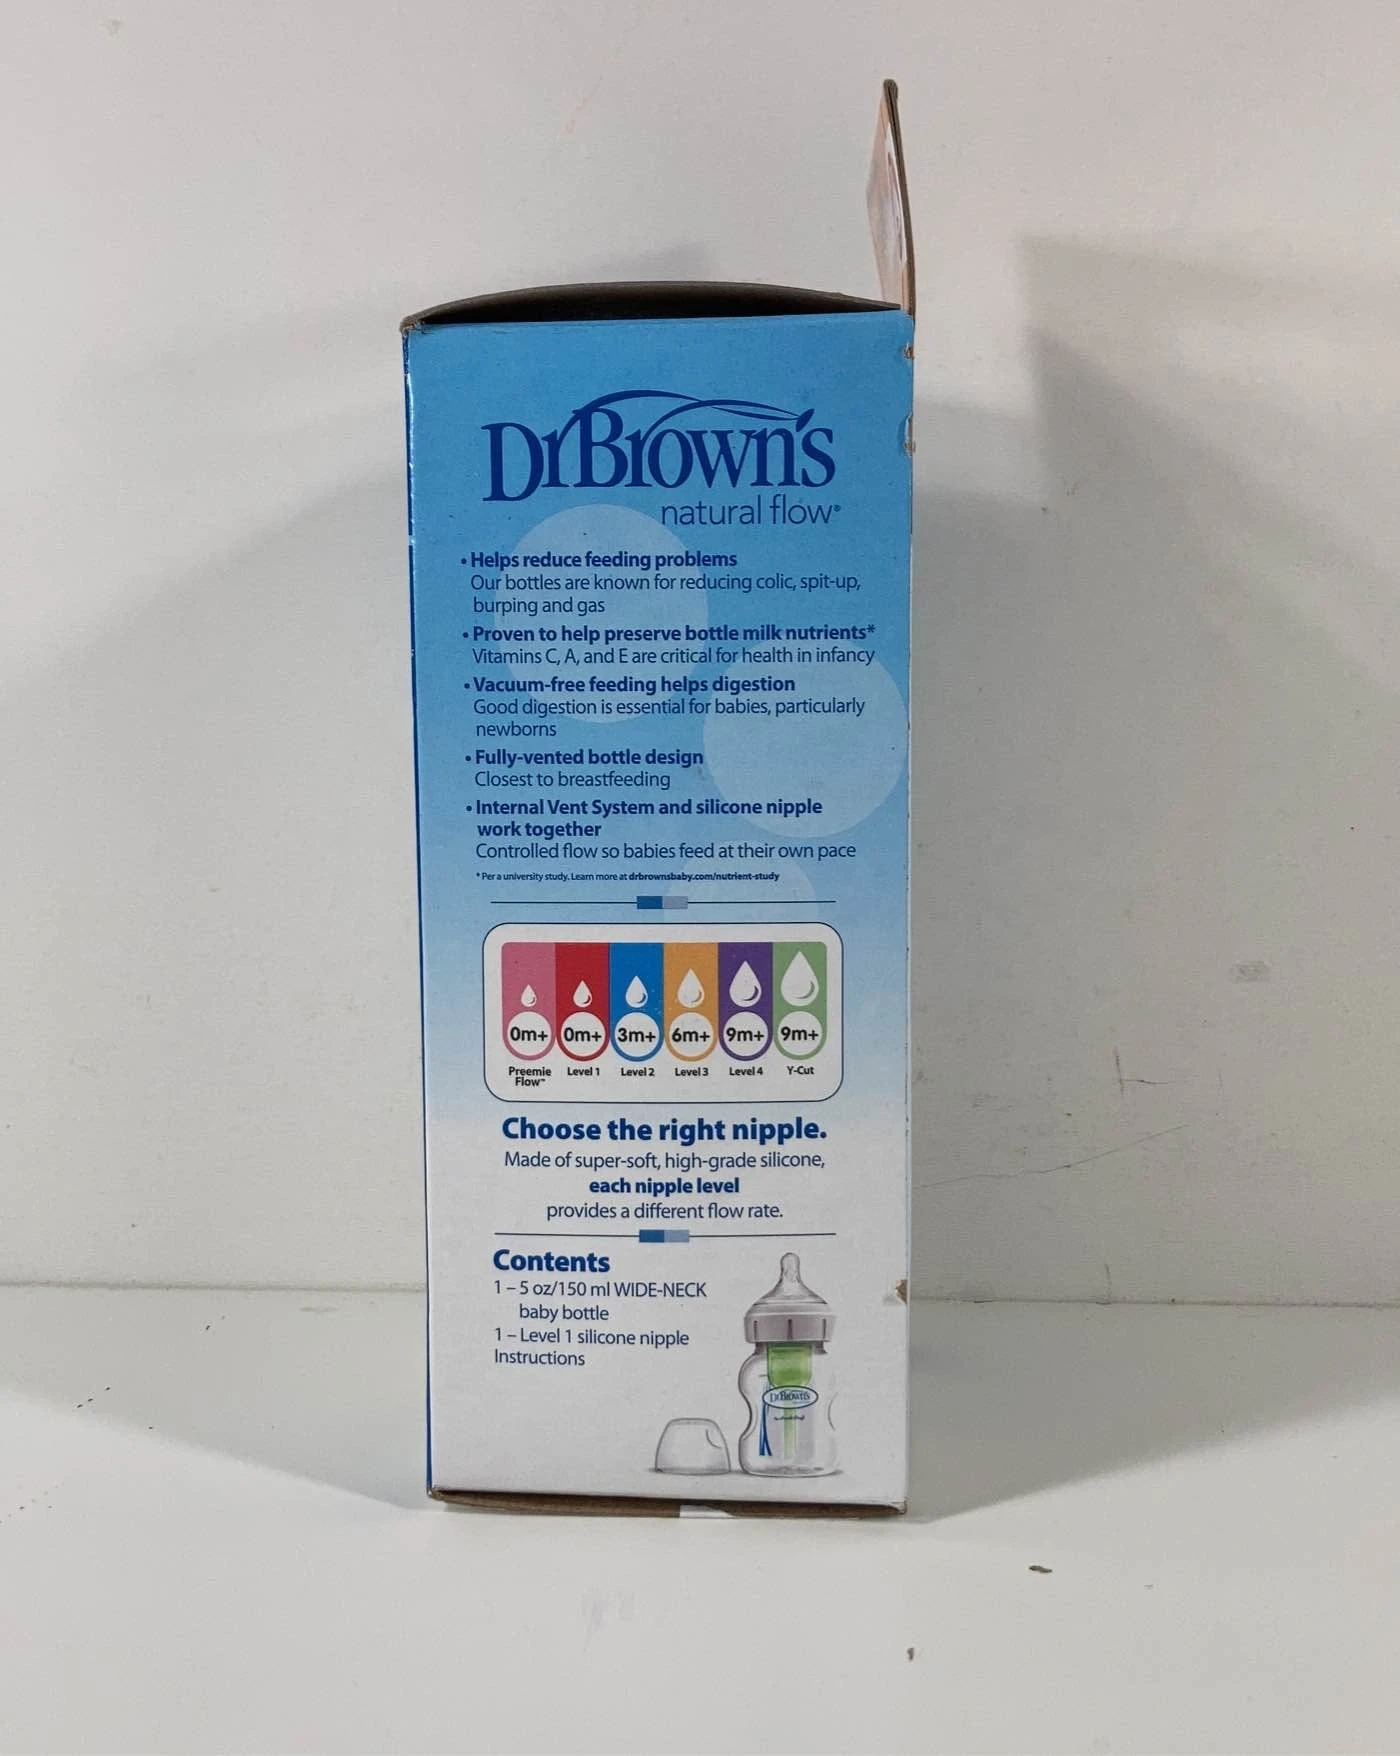 DrBrown's
natural flow®
• Helps reduce feeding problems
Our bottles are known for reducing colic, spit-up,
burping and gas
• Proven to help preserve bottle milk nutrients*
Vitamins C, A, and E are critical for health in infancy
• Vacuum-free feeding helps digestion
Good digestion is essential for babies, particularly
newborns
• Fully-vented bottle design
Closest to breastfeeding
• Internal Vent System and silicone nipple
work together
Controlled flow so babies feed at their own pace
* Per a university study. Learn more at drbrownsbaby.com/nutrient-study
0m+ 0m+ 3m+ 6m+ 9m+ 9m+
Preemie Level 1 Level 2 Level 3 Level 4 Y-Cut
Flow™
Choose the right nipple.
Made of super-soft, high-grade silicone,
each nipple level
provides a different flow rate.
Contents
1 – 5 oz/150 ml WIDE-NECK
baby bottle
1 – Level 1 silicone nipple
Instructions
DrBrown's